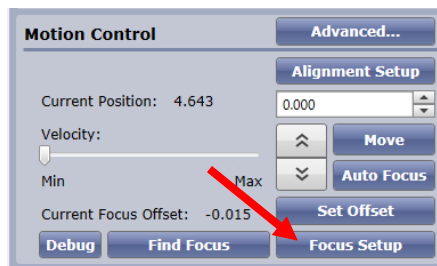 Motion Control
Advanced...
Alignment Setup
Current Position: 4.643
0.000
Velocity:
Move
Min Max
Auto Focus
Current Focus Offset: -0.015
Set Offset
Debug
Find Focus
Focus Setup